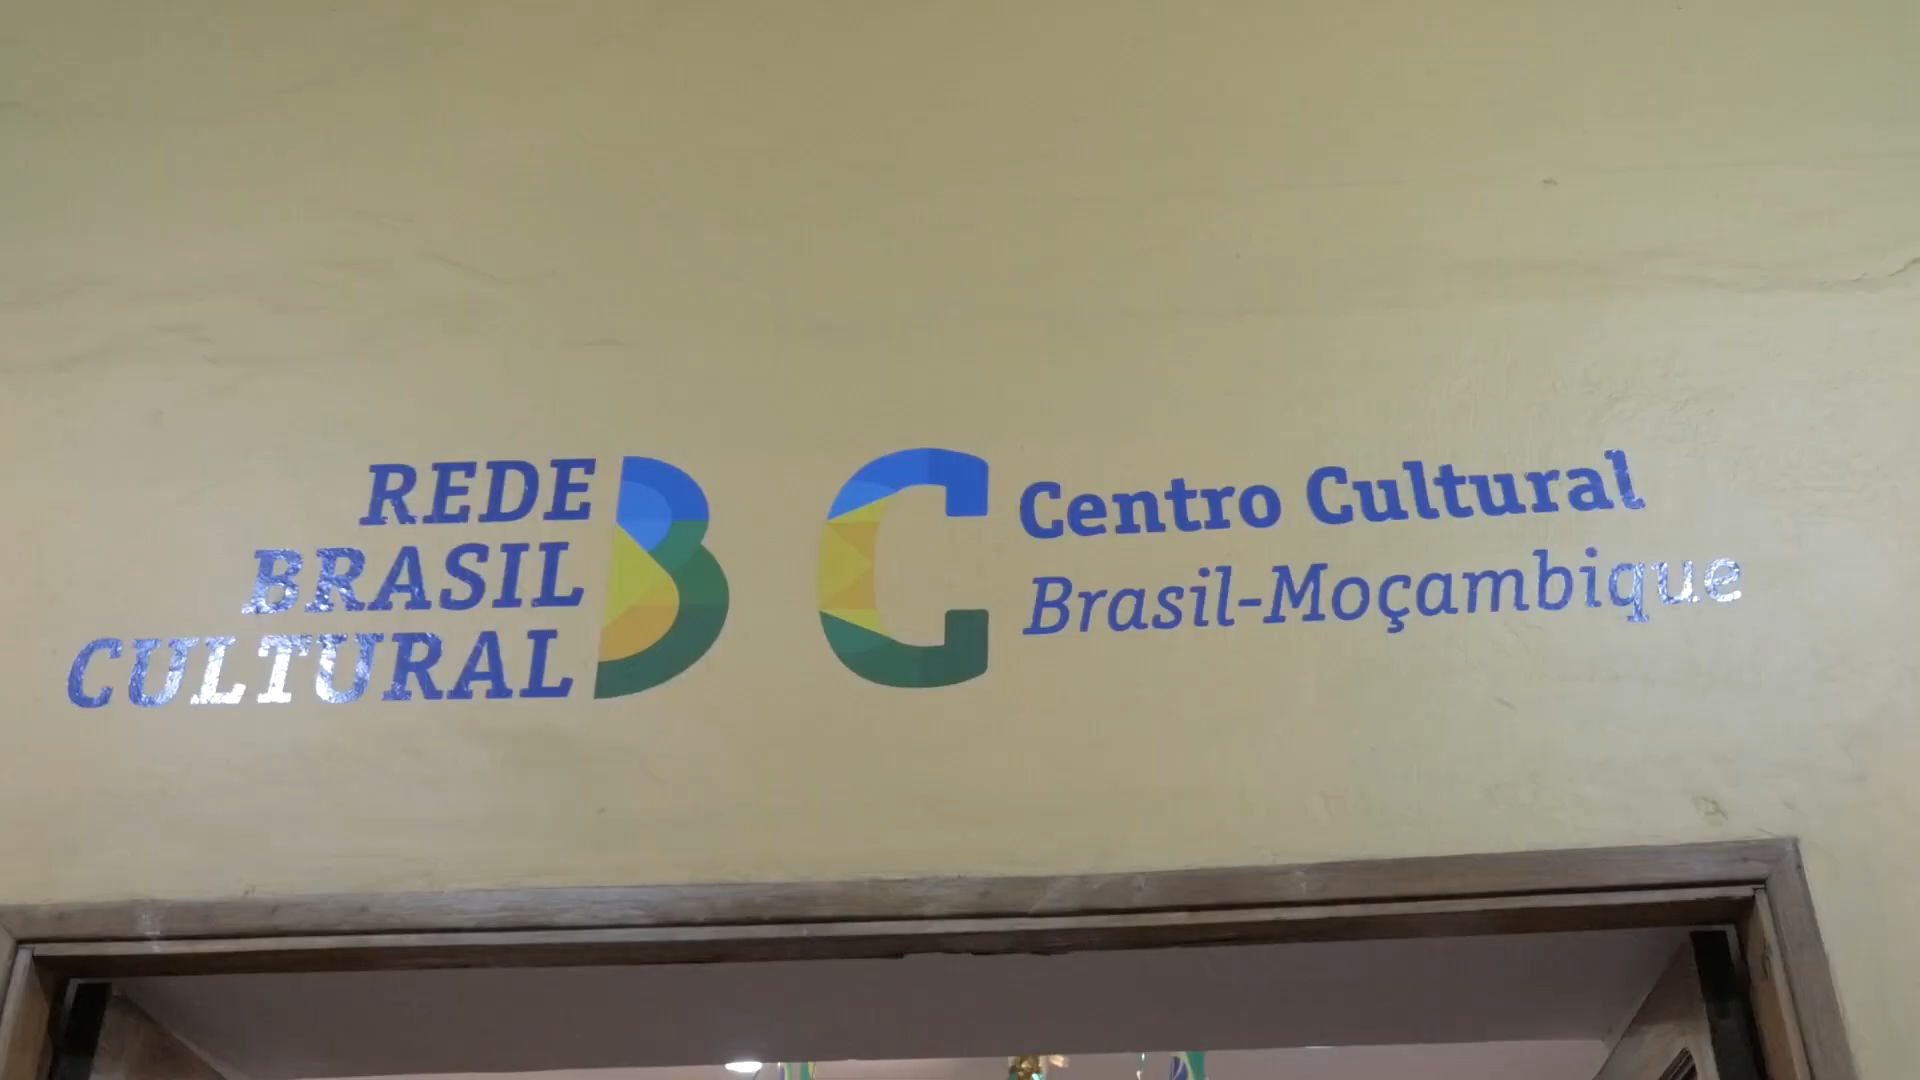 REDE
BRASIL
CULTURAL
B C
Centro Cultural
Brasil-Moçambique